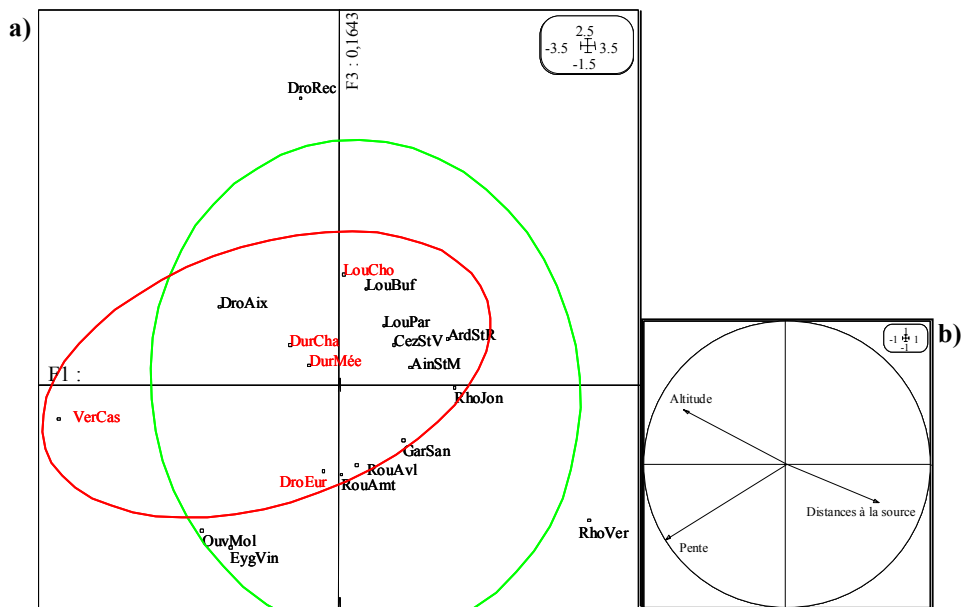 a)
F3 : 0,1643
2.5
-3.5 3.5
-1.5
DroRec
LouCho
LouBuf
DroAix
LouPar
DurCha
CezStV
ArdStR
DurMée
AinStM
F1 :
RhoJon
VerCas
GarSan
RouAvl
DroEur
RouAmt
RhoVer
OuvMol
EygVin
b)
-1 1
-1
Altitude
Distances à la source
Pente